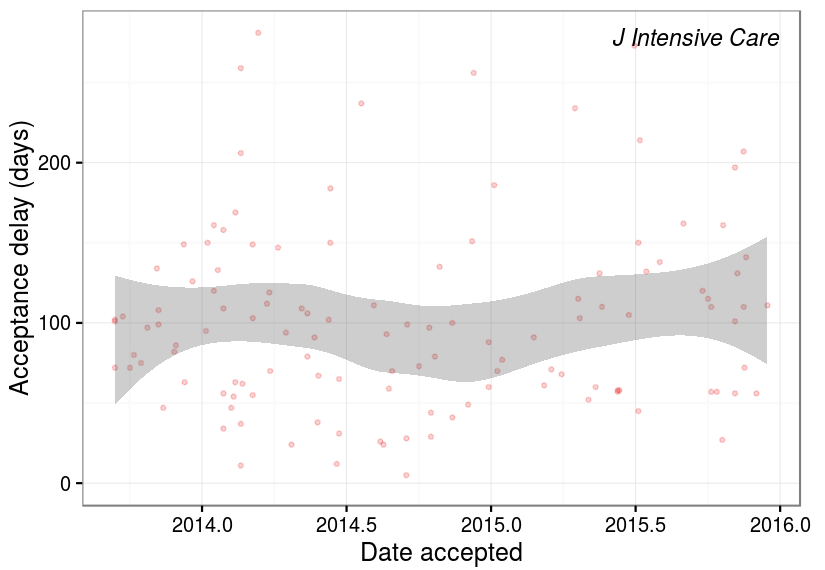 J Intensive Care
Acceptance delay (days)
200
100
0
2014.0 2014.5 2015.0 2015.5 2016.0
Date accepted